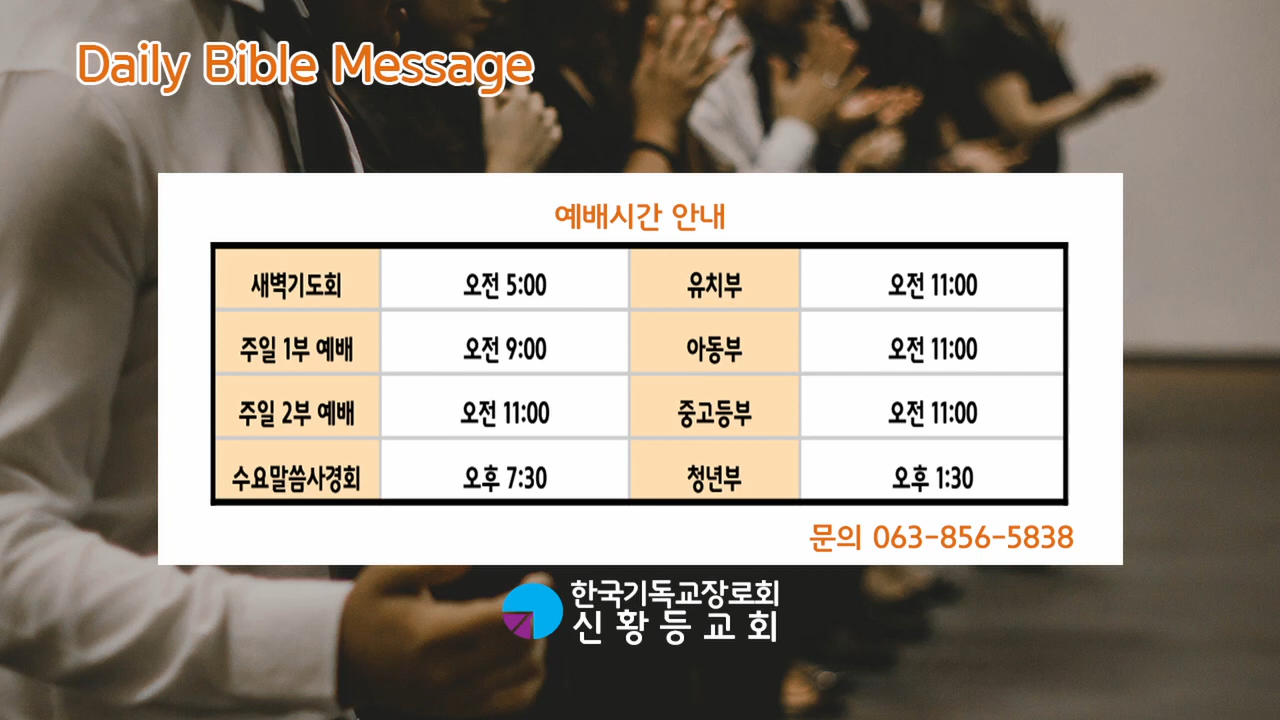 Daily Bible Message
예배시간 안내
새벽기도회 오전 5:00 유치부 오전 11:00
주일 1부 예배 오전 9:00 아동부 오전 11:00
주일 2부 예배 오전 11:00 중고등부 오전 11:00
수요말씀사경회 오후 7:30 청년부 오후 1:30
문의 063-856-5838
한국기독교장로회
신황등교회